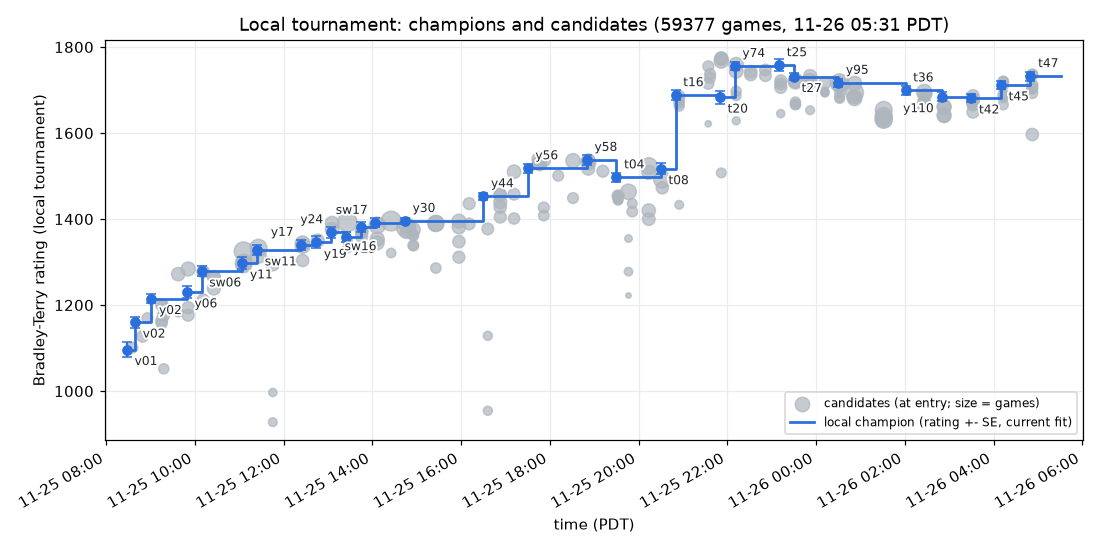 Local tournament: champions and candidates (59377 games, 11-26 05:31 PDT)
Bradley-Terry rating (local tournament)
1800
1600
1400
1200
1000
v01
v02
y02
y06
sw06
y11
sw11
y17
y24
y19
sw17
sw16
y30
y44
y56
y58
t04
t08
t16
t20
y74
t25
t27
y95
y110
t36
t42
t45
t47
candidates (at entry; size = games)
local champion (rating +- SE, current fit)
11-25 08:00
11-25 10:00
11-25 12:00
11-25 14:00
11-25 16:00
11-25 18:00
11-25 20:00
11-25 22:00
11-26 00:00
11-26 02:00
11-26 04:00
11-26 06:00
time (PDT)